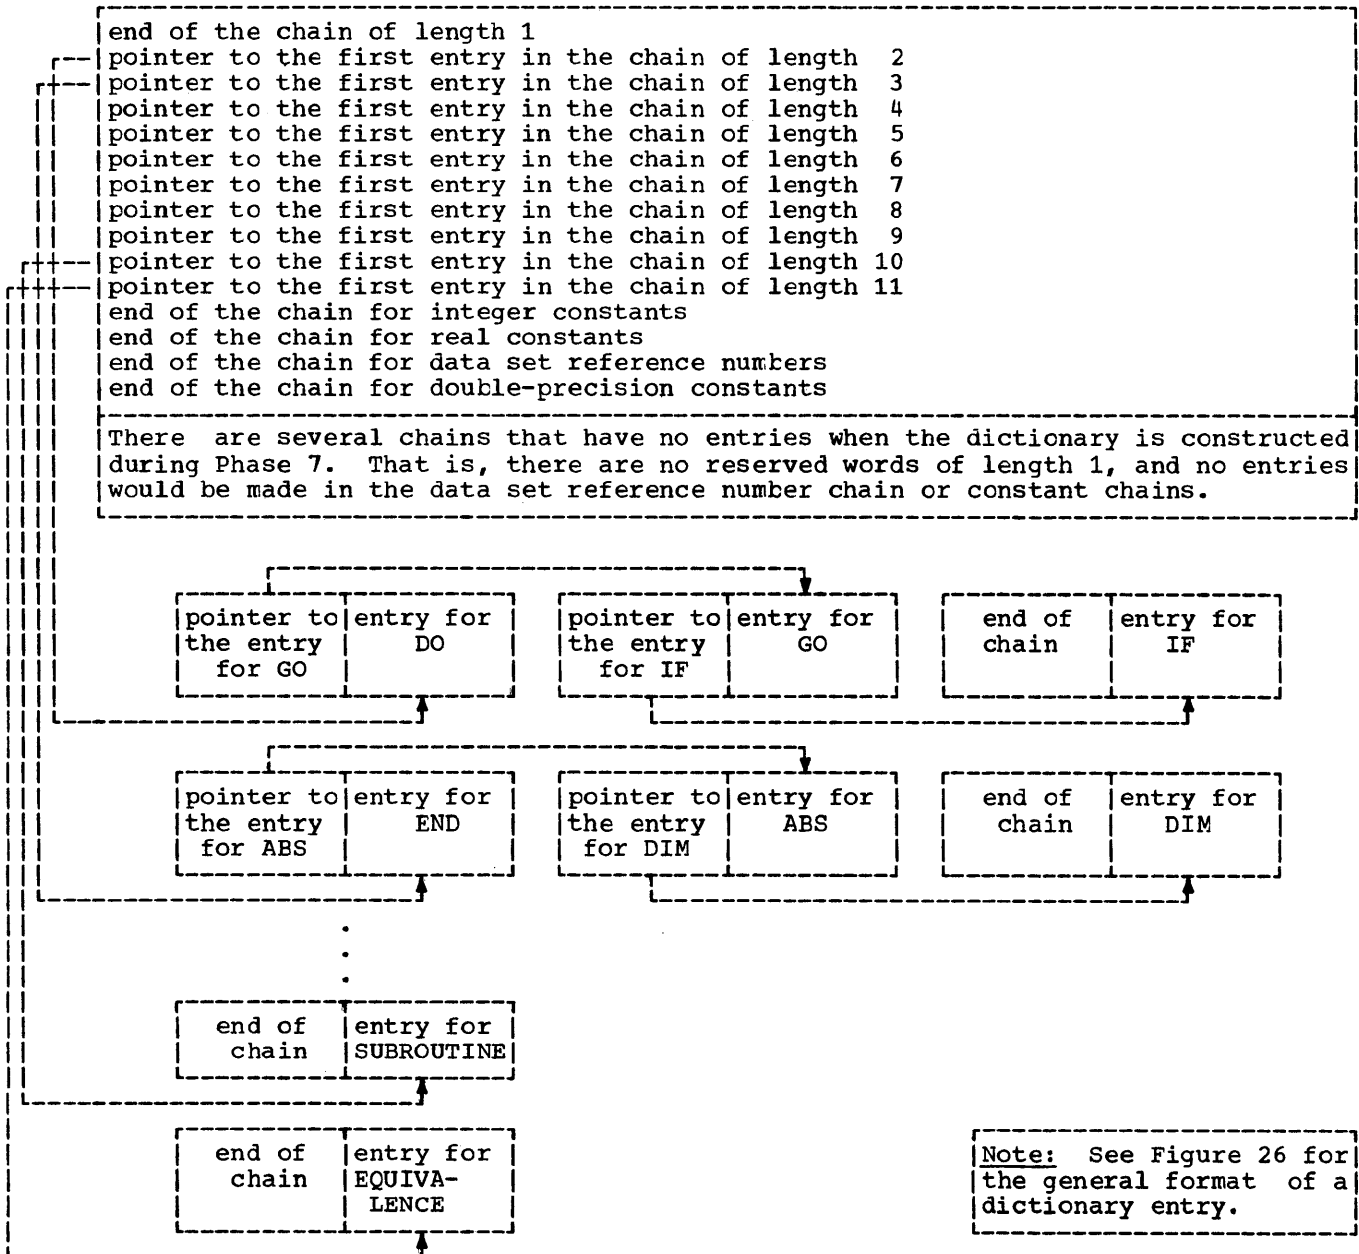 end of the chain of length 1
pointer to the first entry in the chain of length 2
pointer to the first entry in the chain of length 3
pointer to the first entry in the chain of length 4
pointer to the first entry in the chain of length 5
pointer to the first entry in the chain of length 6
pointer to the first entry in the chain of length 7
pointer to the first entry in the chain of length 8
pointer to the first entry in the chain of length 9
pointer to the first entry in the chain of length 10
pointer to the first entry in the chain of length 11
end of the chain for integer constants
end of the chain for real constants
end of the chain for data set reference numbers
end of the chain for double-precision constants
There are several chains that have no entries when the dictionary is constructed
during Phase 7. That is, there are no reserved words of length 1, and no entries
would be made in the data set reference number chain or constant chains.
pointer to
the entry
for GO
entry for
DO
pointer to
the entry
for IF
entry for
GO
end of
chain
entry for
IF
pointer to
the entry
for ABS
entry for
END
pointer to
the entry
for DIM
entry for
ABS
end of
chain
entry for
DIM
end of
chain
entry for
SUBROUTINE
end of
chain
entry for
EQUIVA-
LENCE
Note: See Figure 26 for
the general format of a
dictionary entry.